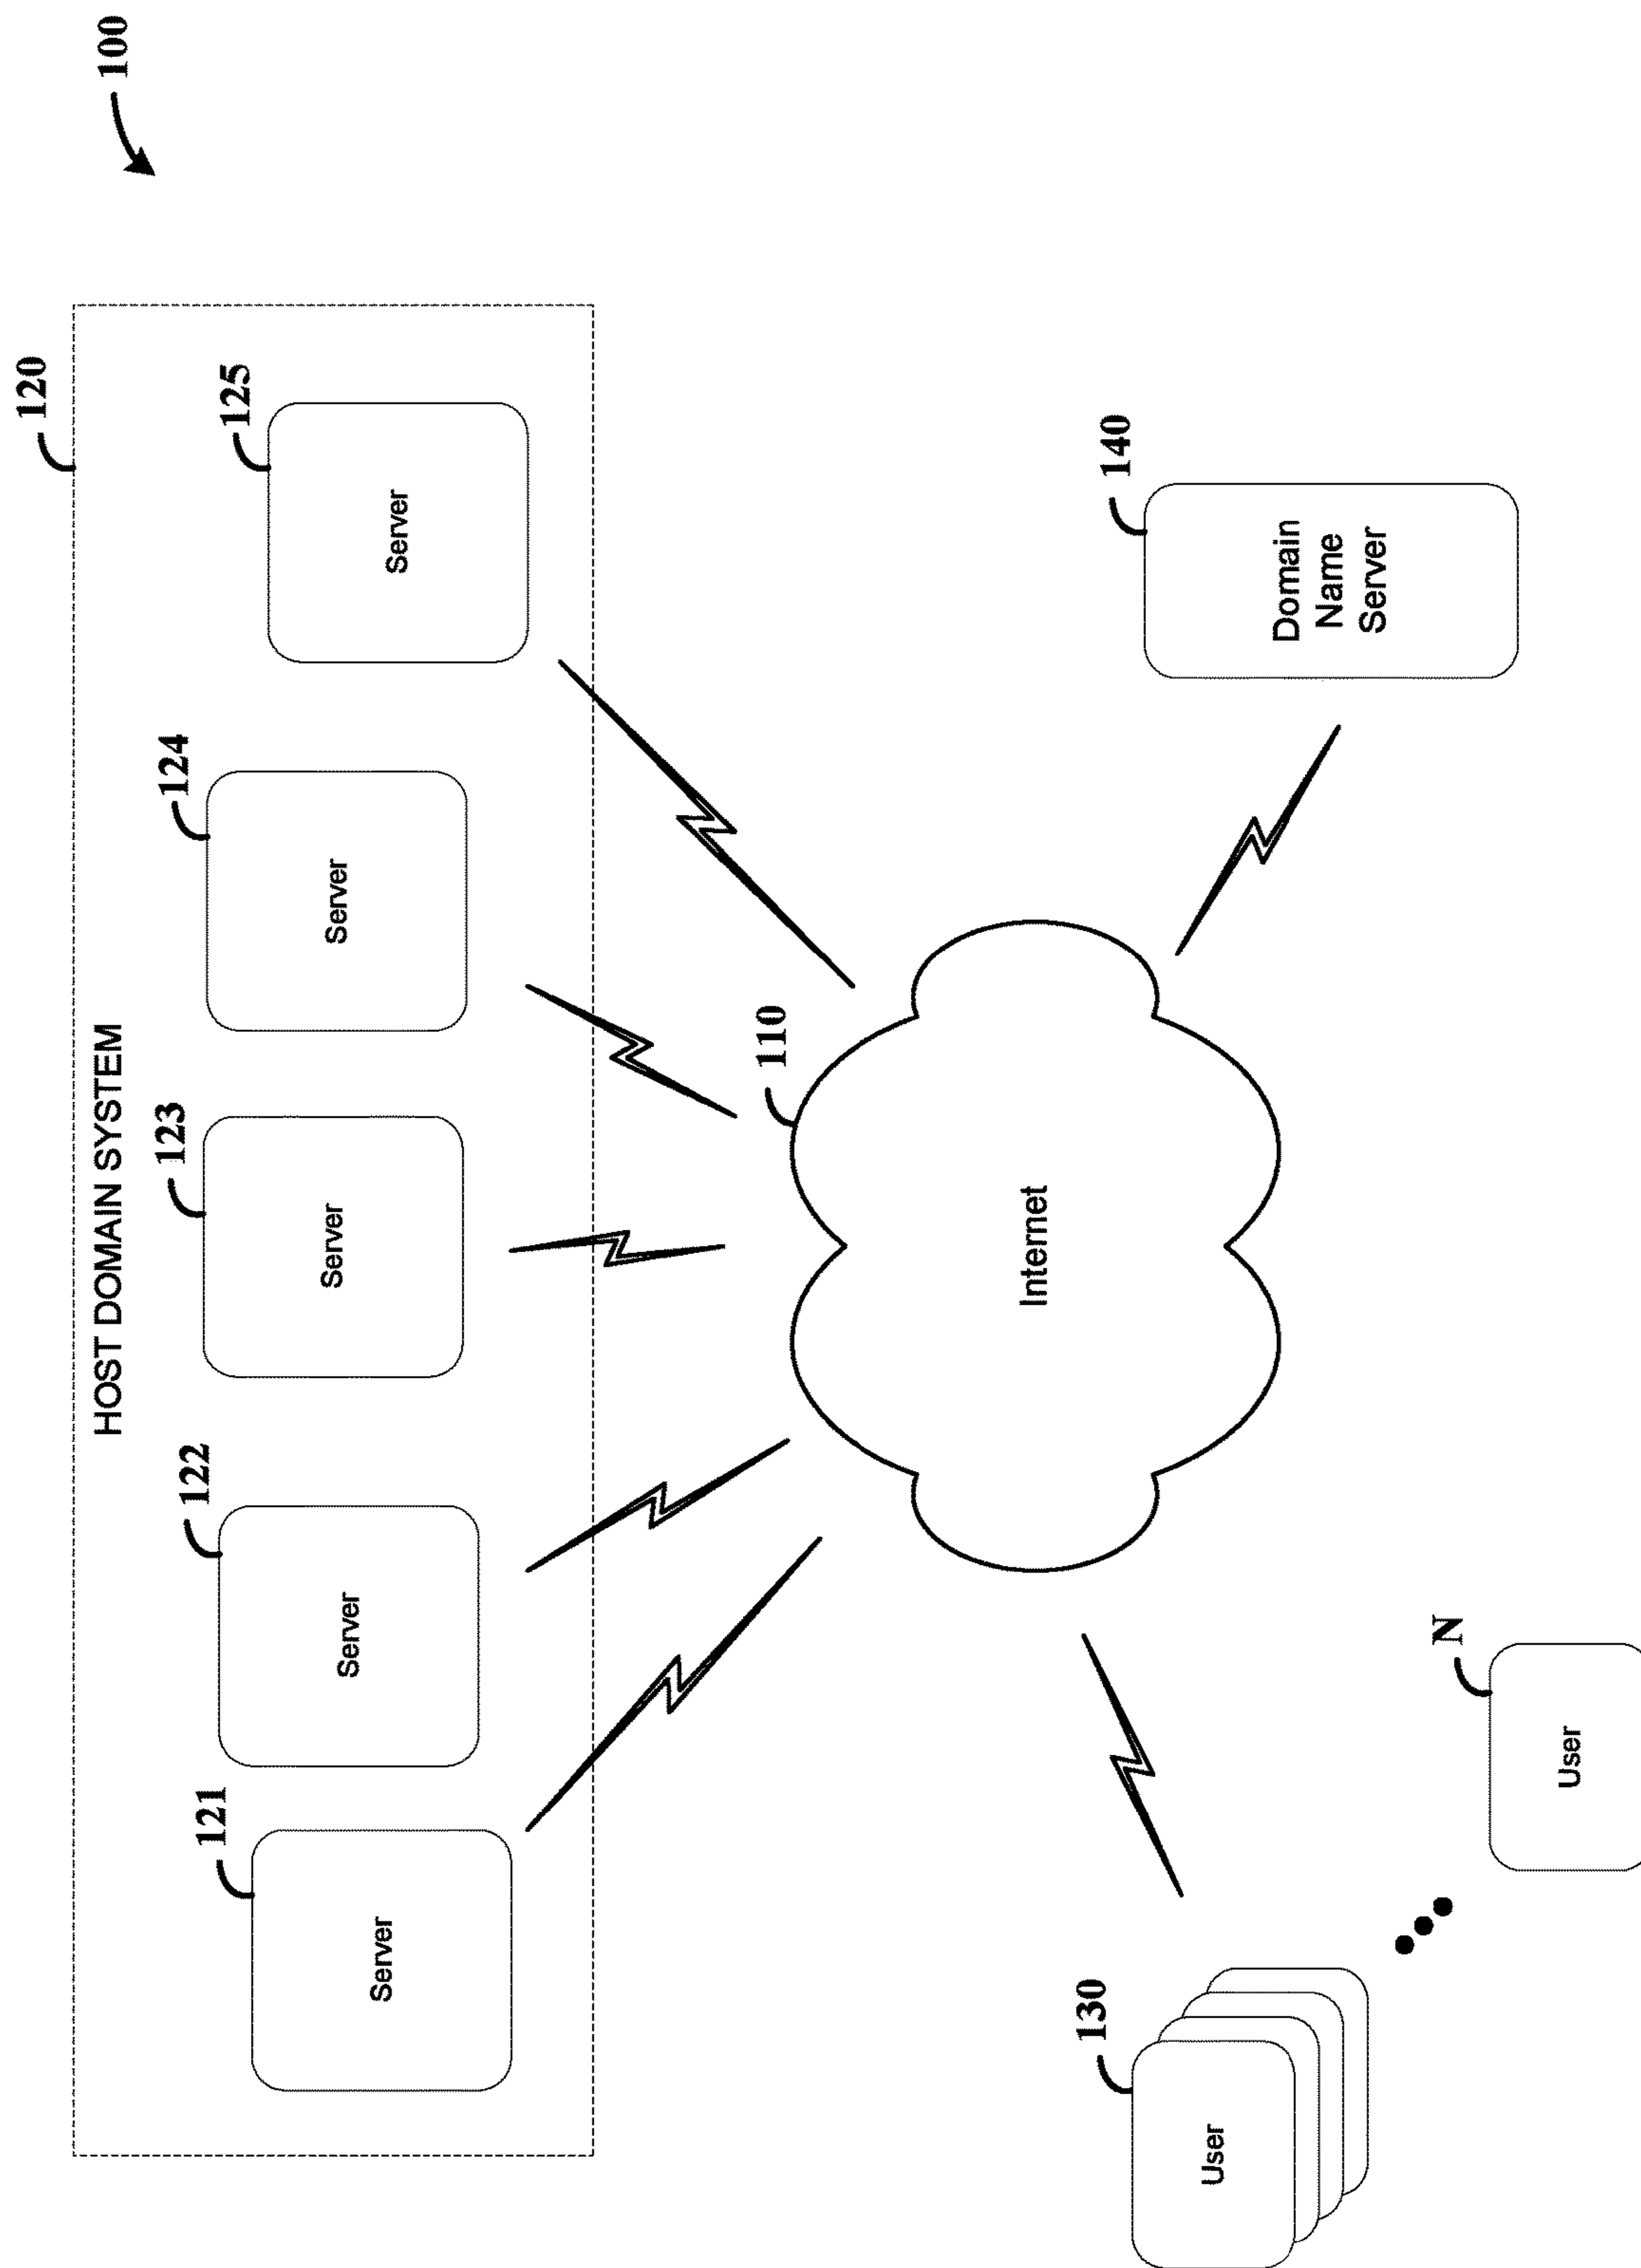 100
120
HOST DOMAIN SYSTEM
121
122
123
124
125
Server
Server
Server
Server
Server
110
Internet
130
User
N
User
140
Domain
Name
Server